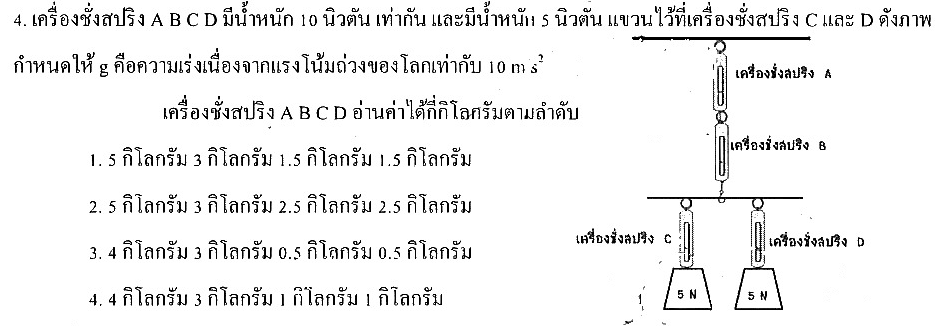 4. เครื่องชั่งสปริง A B C D มีน้ำหนัก 10 นิวตัน เท่ากัน และมีน้ำหนัก 5 นิวตัน แขวนไว้ที่เครื่องชั่งสปริง C และ D ดังภาพ
กำหนดให้ g คือความเร่งเนื่องจากแรงโน้มถ่วงของโลกเท่ากับ 10 m s²
เครื่องชั่งสปริง A B C D อ่านค่าได้กี่กิโลกรัมตามลำดับ
1. 5 กิโลกรัม 3 กิโลกรัม 1.5 กิโลกรัม 1.5 กิโลกรัม
2. 5 กิโลกรัม 3 กิโลกรัม 2.5 กิโลกรัม 2.5 กิโลกรัม
3. 4 กิโลกรัม 3 กิโลกรัม 0.5 กิโลกรัม 0.5 กิโลกรัม
4. 4 กิโลกรัม 3 กิโลกรัม 1 กิโลกรัม 1 กิโลกรัม
เครื่องชั่งสปริง A
เครื่องชั่งสปริง B
เครื่องชั่งสปริง C
เครื่องชั่งสปริง D
5 N
5 N